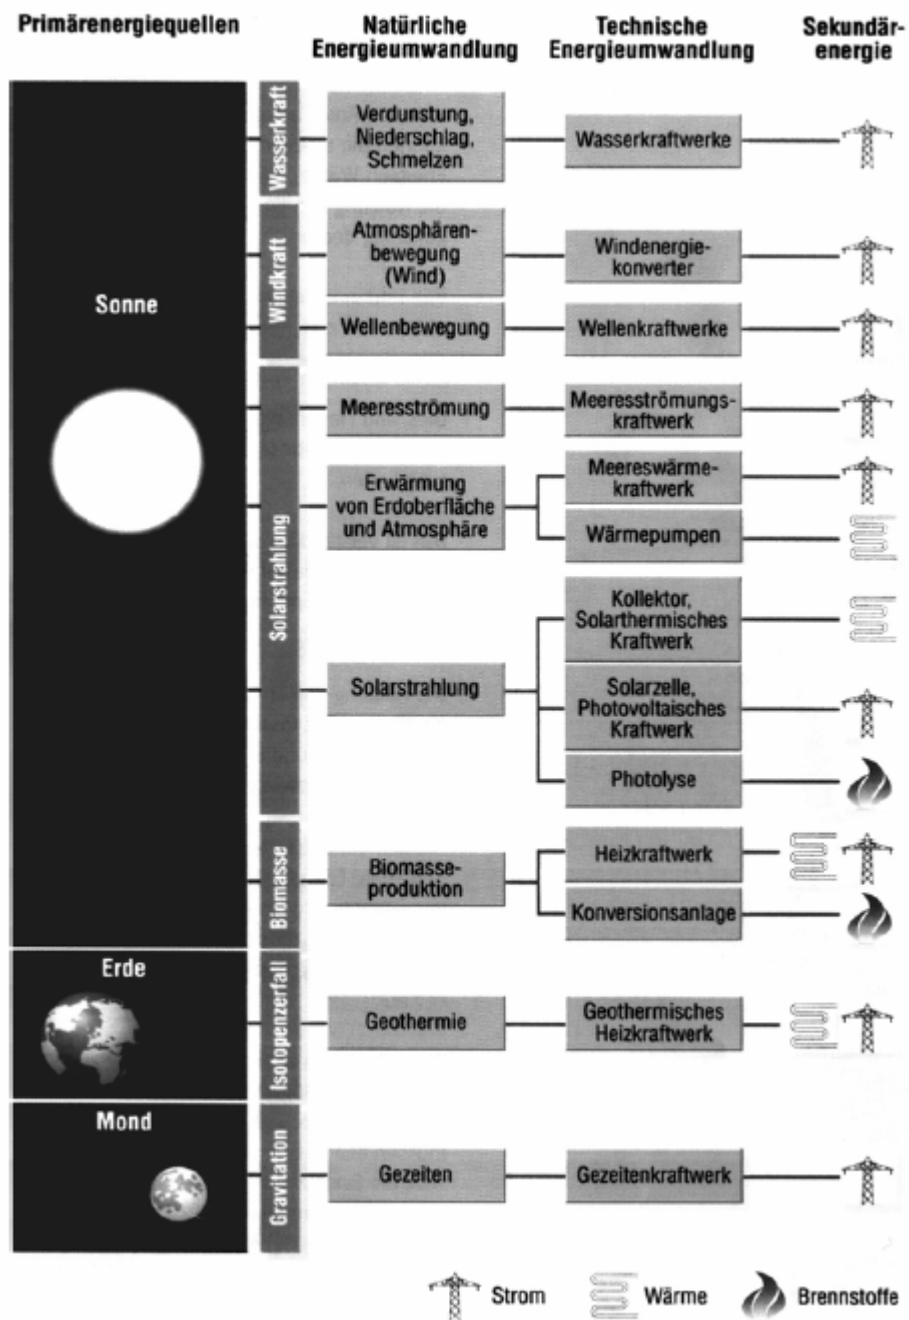 Primärenergiequellen
Natürliche
Energieumwandlung
Technische
Energieumwandlung
Sekundär-
energie
Sonne
Wasserkraft
Verdunstung,
Niederschlag,
Schmelzen
Wasserkraftwerke
Windkraft
Atmosphären-
bewegung
(Wind)
Windenergie-
konverter
Wellenbewegung
Wellenkraftwerke
Solarstrahlung
Meeresströmung
Meeresströmungs-
kraftwerk
Erwärmung
von Erdoberfläche
und Atmosphäre
Meereswärme-
kraftwerk
Wärmepumpen
Solarstrahlung
Kollektor,
Solarthermisches
Kraftwerk
Solarzelle,
Photovoltaisches
Kraftwerk
Photolyse
Biomasse
Biomasse-
produktion
Heizkraftwerk
Konversionsanlage
Erde
Isotopenzerfall
Geothermie
Geothermisches
Heizkraftwerk
Mond
Gravitation
Gezeiten
Gezeitenkraftwerk
Strom
Wärme
Brennstoffe